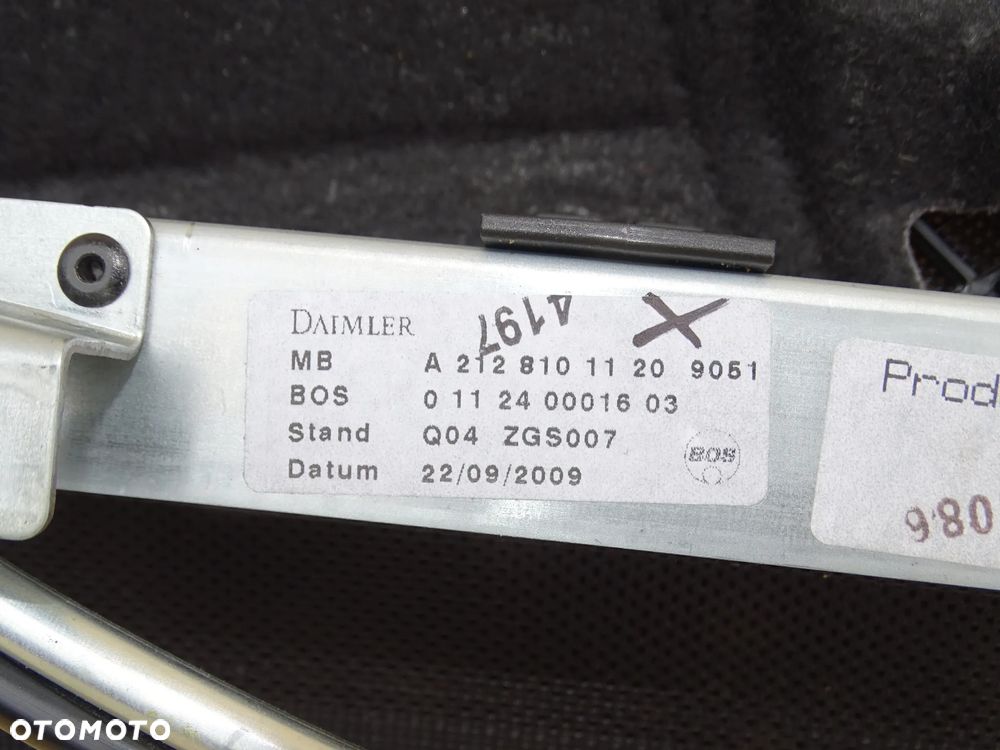 DAIMLER
4197
MB A 212 810 11 20 9051
BOS 0 11 24 00016 03
Stand Q04 ZGS007
Datum 22/09/2009
BOS
Prod
086
OTOMOTO